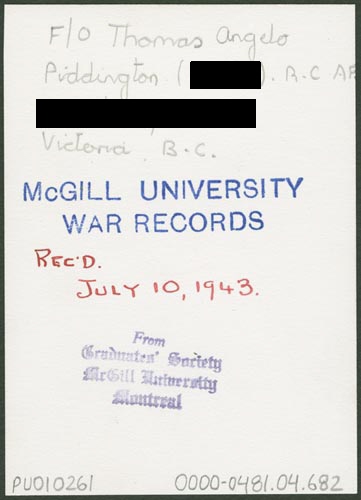 F/O Thomas Angelo
Piddington ( ). R.C AF
Victoria, B.C.
McGILL UNIVERSITY
WAR RECORDS
REC'D.
JULY 10, 1943.
From
Graduates' Society
McGill University
Montreal
PU010261
0000-0481.04.682